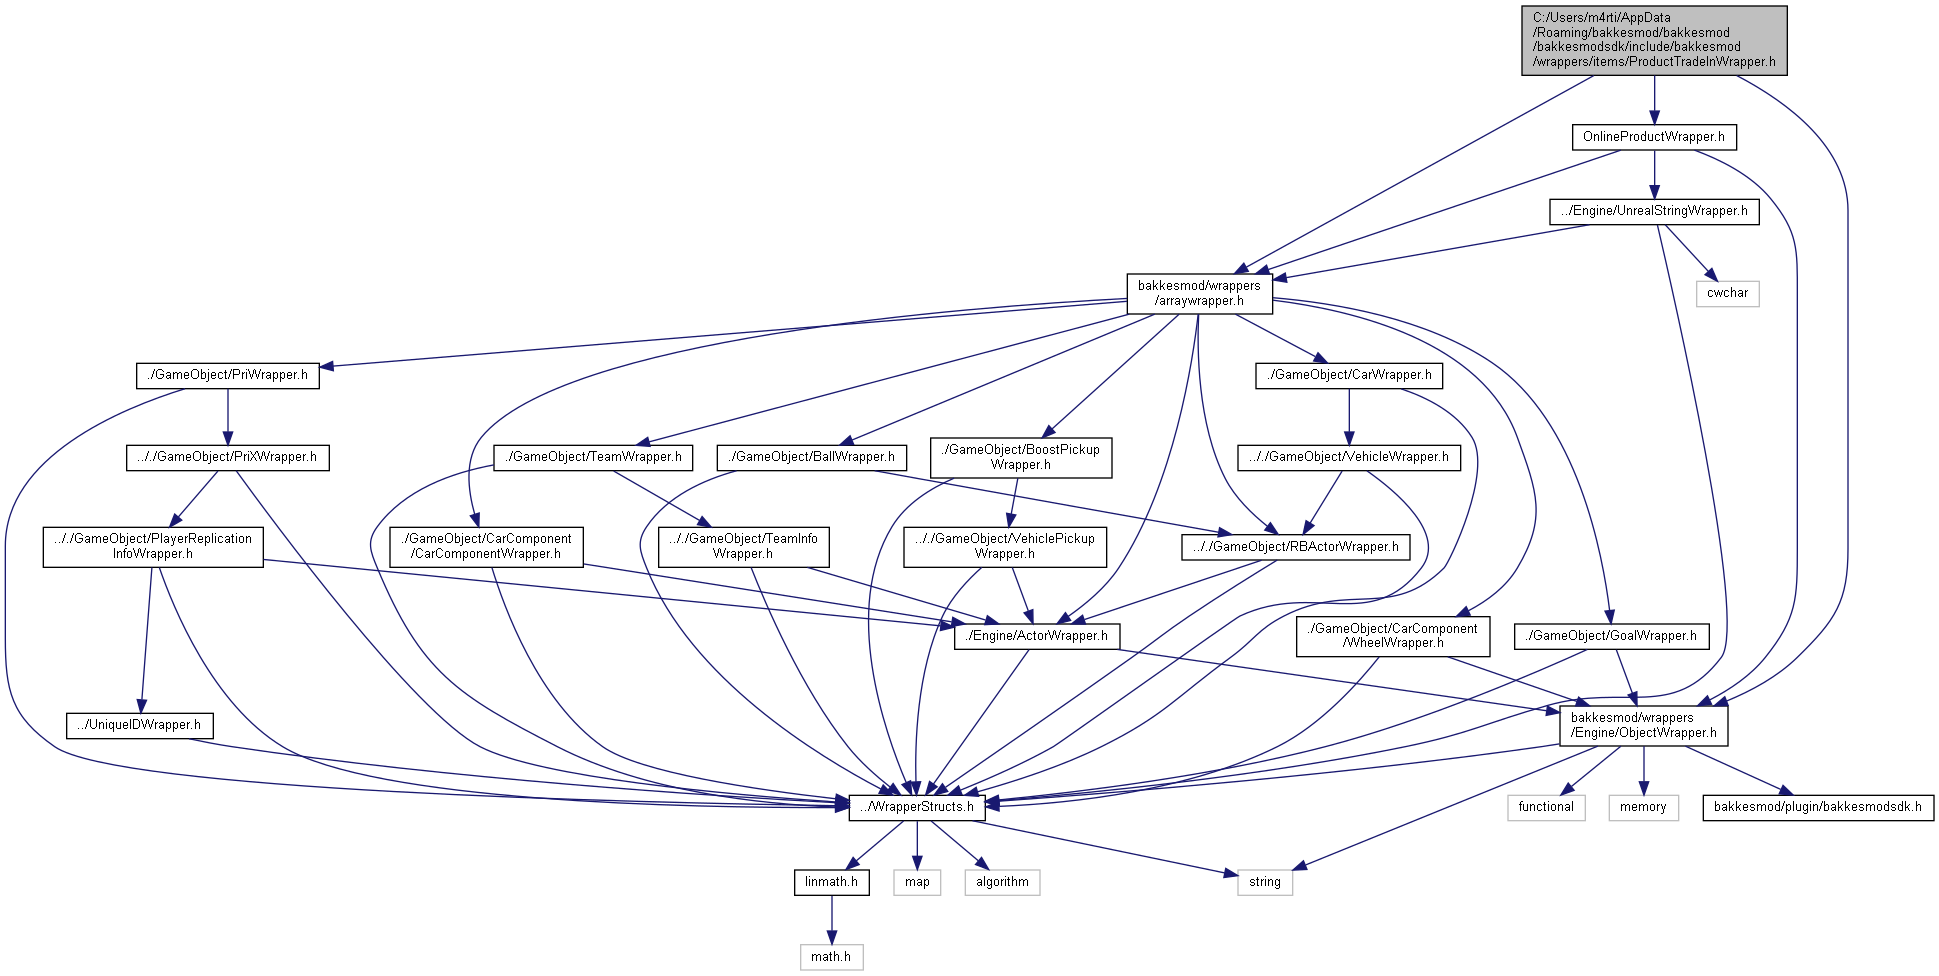 C:/Users/m4rti/AppData
/Roaming/bakkesmod/bakkesmod
/bakkesmodsdk/include/bakkesmod
/wrappers/items/ProductTradeInWrapper.h
OnlineProductWrapper.h
../Engine/UnrealStringWrapper.h
bakkesmod/wrappers
/arraywrapper.h
cwchar
./GameObject/PriWrapper.h
./GameObject/CarWrapper.h
.././GameObject/PriXWrapper.h
./GameObject/TeamWrapper.h
./GameObject/BallWrapper.h
./GameObject/BoostPickup
Wrapper.h
.././GameObject/VehicleWrapper.h
.././GameObject/PlayerReplication
InfoWrapper.h
./GameObject/CarComponent
/CarComponentWrapper.h
.././GameObject/TeamInfo
Wrapper.h
.././GameObject/VehiclePickup
Wrapper.h
.././GameObject/RBActorWrapper.h
./Engine/ActorWrapper.h
./GameObject/CarComponent
/WheelWrapper.h
./GameObject/GoalWrapper.h
../UniqueIDWrapper.h
bakkesmod/wrappers
/Engine/ObjectWrapper.h
../WrapperStructs.h
functional
memory
bakkesmod/plugin/bakkesmodsdk.h
linmath.h
map
algorithm
string
math.h